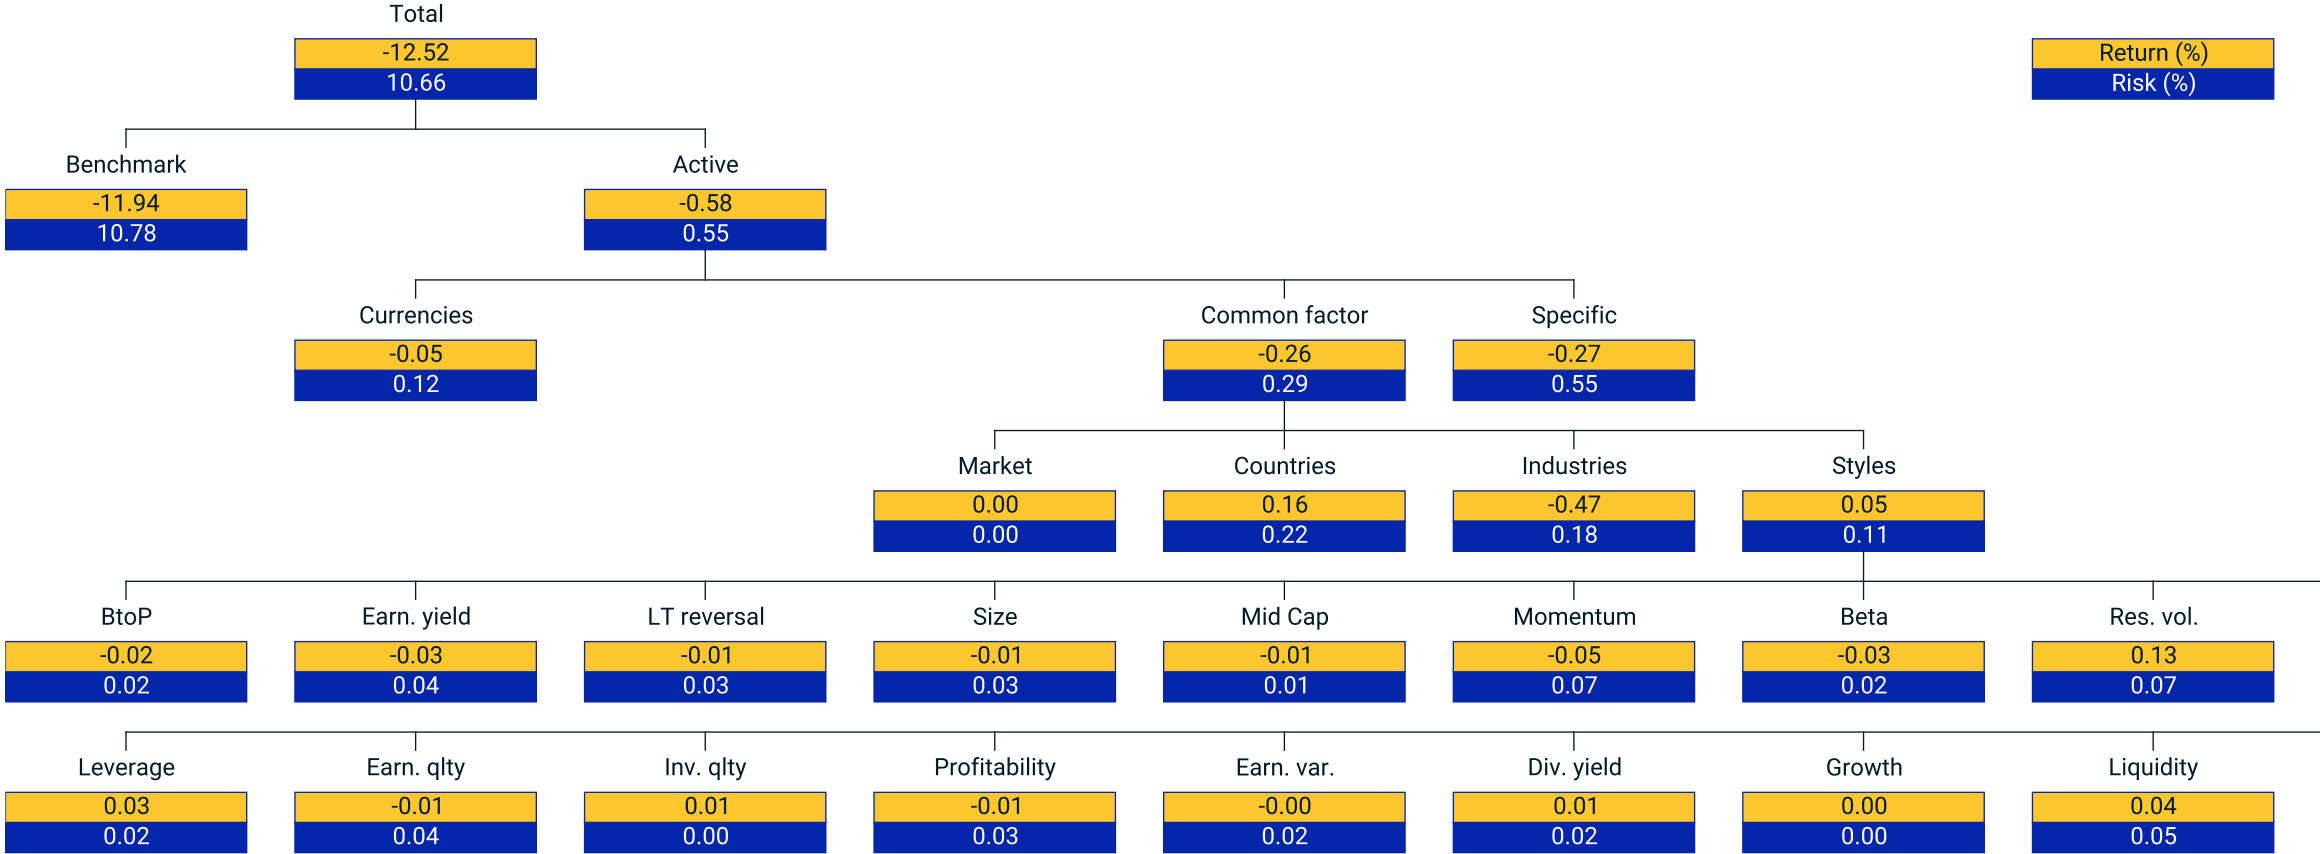 Total
-12.52
10.66
Return (%)
Risk (%)
Benchmark
-11.94
10.78
Active
-0.58
0.55
Currencies
-0.05
0.12
Common factor
-0.26
0.29
Specific
-0.27
0.55
Market
0.00
0.00
Countries
0.16
0.22
Industries
-0.47
0.18
Styles
0.05
0.11
BtoP
-0.02
0.02
Earn. yield
-0.03
0.04
LT reversal
-0.01
0.03
Size
-0.01
0.03
Mid Cap
-0.01
0.01
Momentum
-0.05
0.07
Beta
-0.03
0.02
Res. vol.
0.13
0.07
Leverage
0.03
0.02
Earn. qlty
-0.01
0.04
Inv. qlty
0.01
0.00
Profitability
-0.01
0.03
Earn. var.
-0.00
0.02
Div. yield
0.01
0.02
Growth
0.00
0.00
Liquidity
0.04
0.05